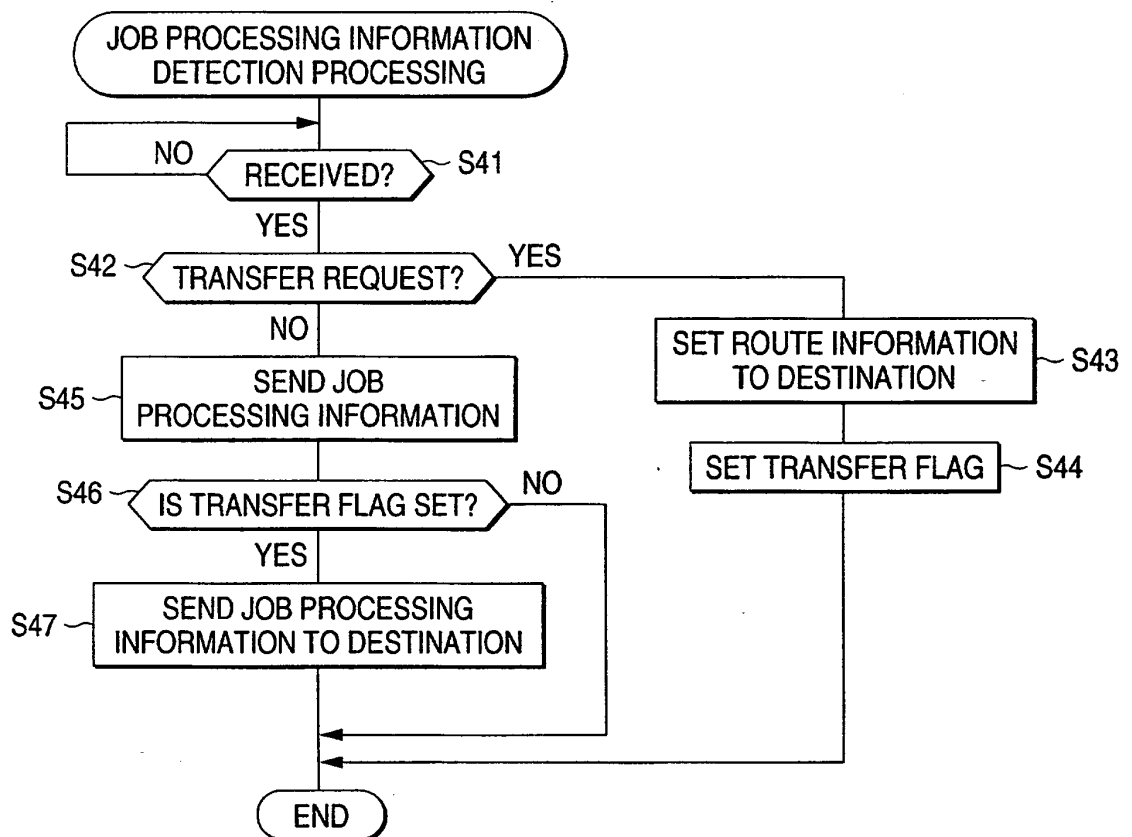 JOB PROCESSING INFORMATION
DETECTION PROCESSING
NO
RECEIVED?
S41
YES
S42
TRANSFER REQUEST?
YES
NO
SET ROUTE INFORMATION
TO DESTINATION
S43
S45
SEND JOB
PROCESSING INFORMATION
SET TRANSFER FLAG
S44
S46
IS TRANSFER FLAG SET?
NO
YES
S47
SEND JOB PROCESSING
INFORMATION TO DESTINATION
END